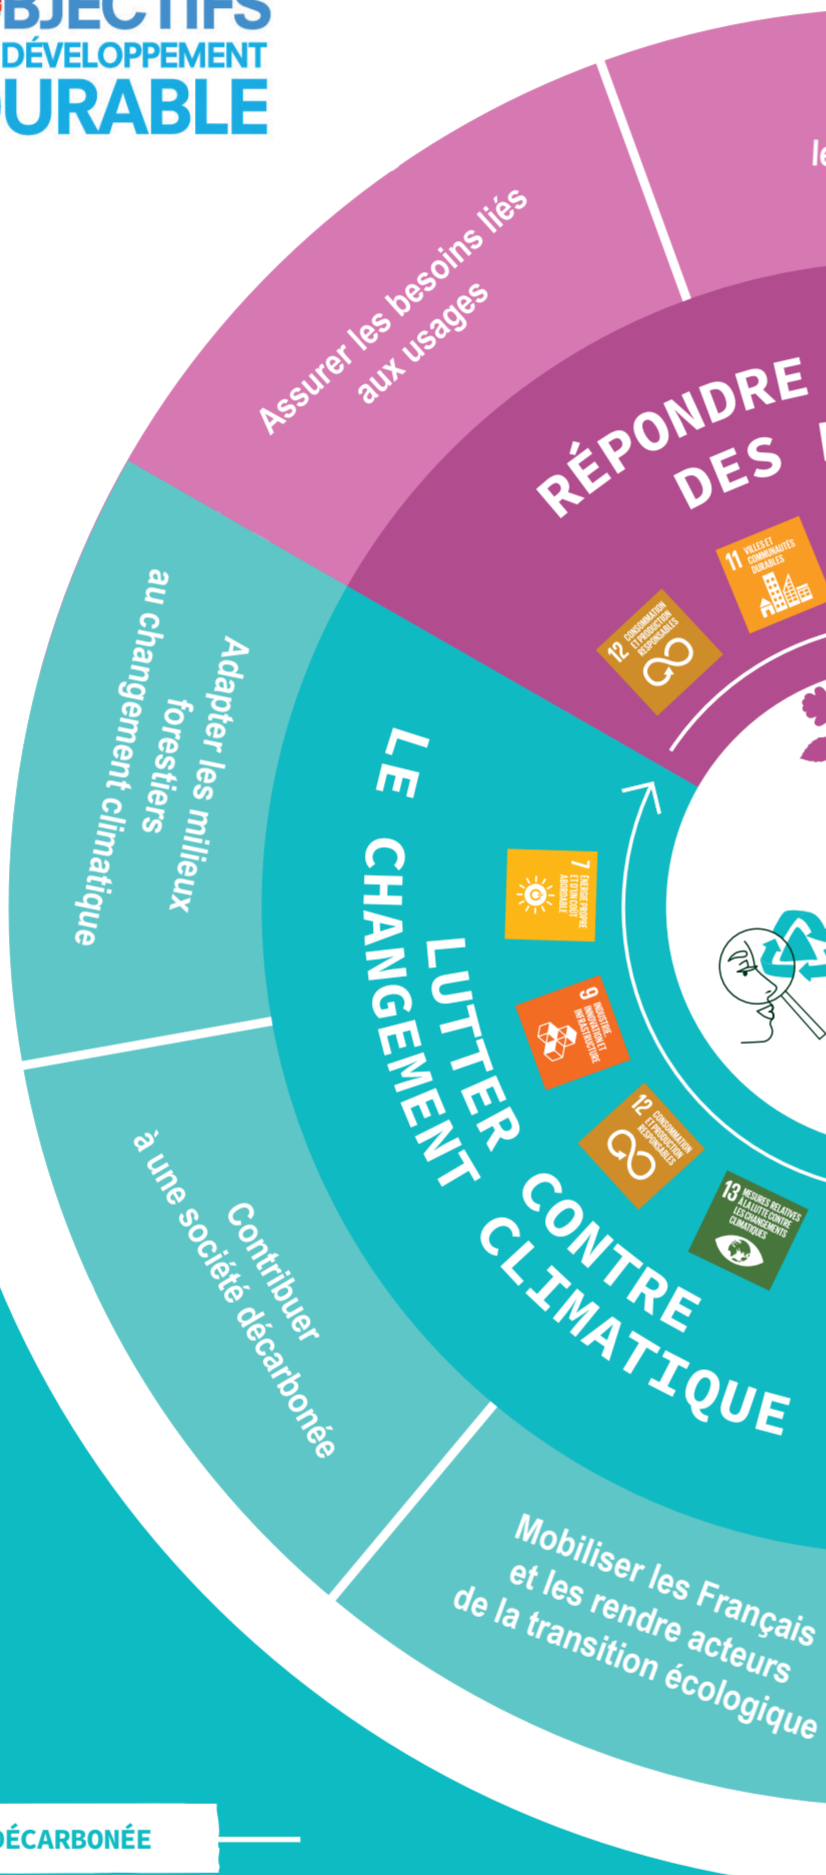 BJECTIFS
DÉVELOPPEMENT
URABLE
Assurer les besoins liés
aux usages
RÉPONDRE
DES
11 VILLES ET
COMMUNAUTÉS
DURABLES
12 CONSOMMATION
ET PRODUCTION
RESPONSABLES
Adapter les milieux
forestiers
au changement climatique
LUTTER CONTRE
LE CHANGEMENT CLIMATIQUE
7 ÉNERGIE PROPRE
ET D'UN COÛT
ABORDABLE
9 INDUSTRIE,
INNOVATION ET
INFRASTRUCTURE
12 CONSOMMATION
ET PRODUCTION
RESPONSABLES
13 MESURES RELATIVES
À LA LUTTE CONTRE
LES CHANGEMENTS
CLIMATIQUES
Contribuer
à une société décarbonée
Mobiliser les Français
et les rendre acteurs
de la transition écologique
DÉCARBONÉE